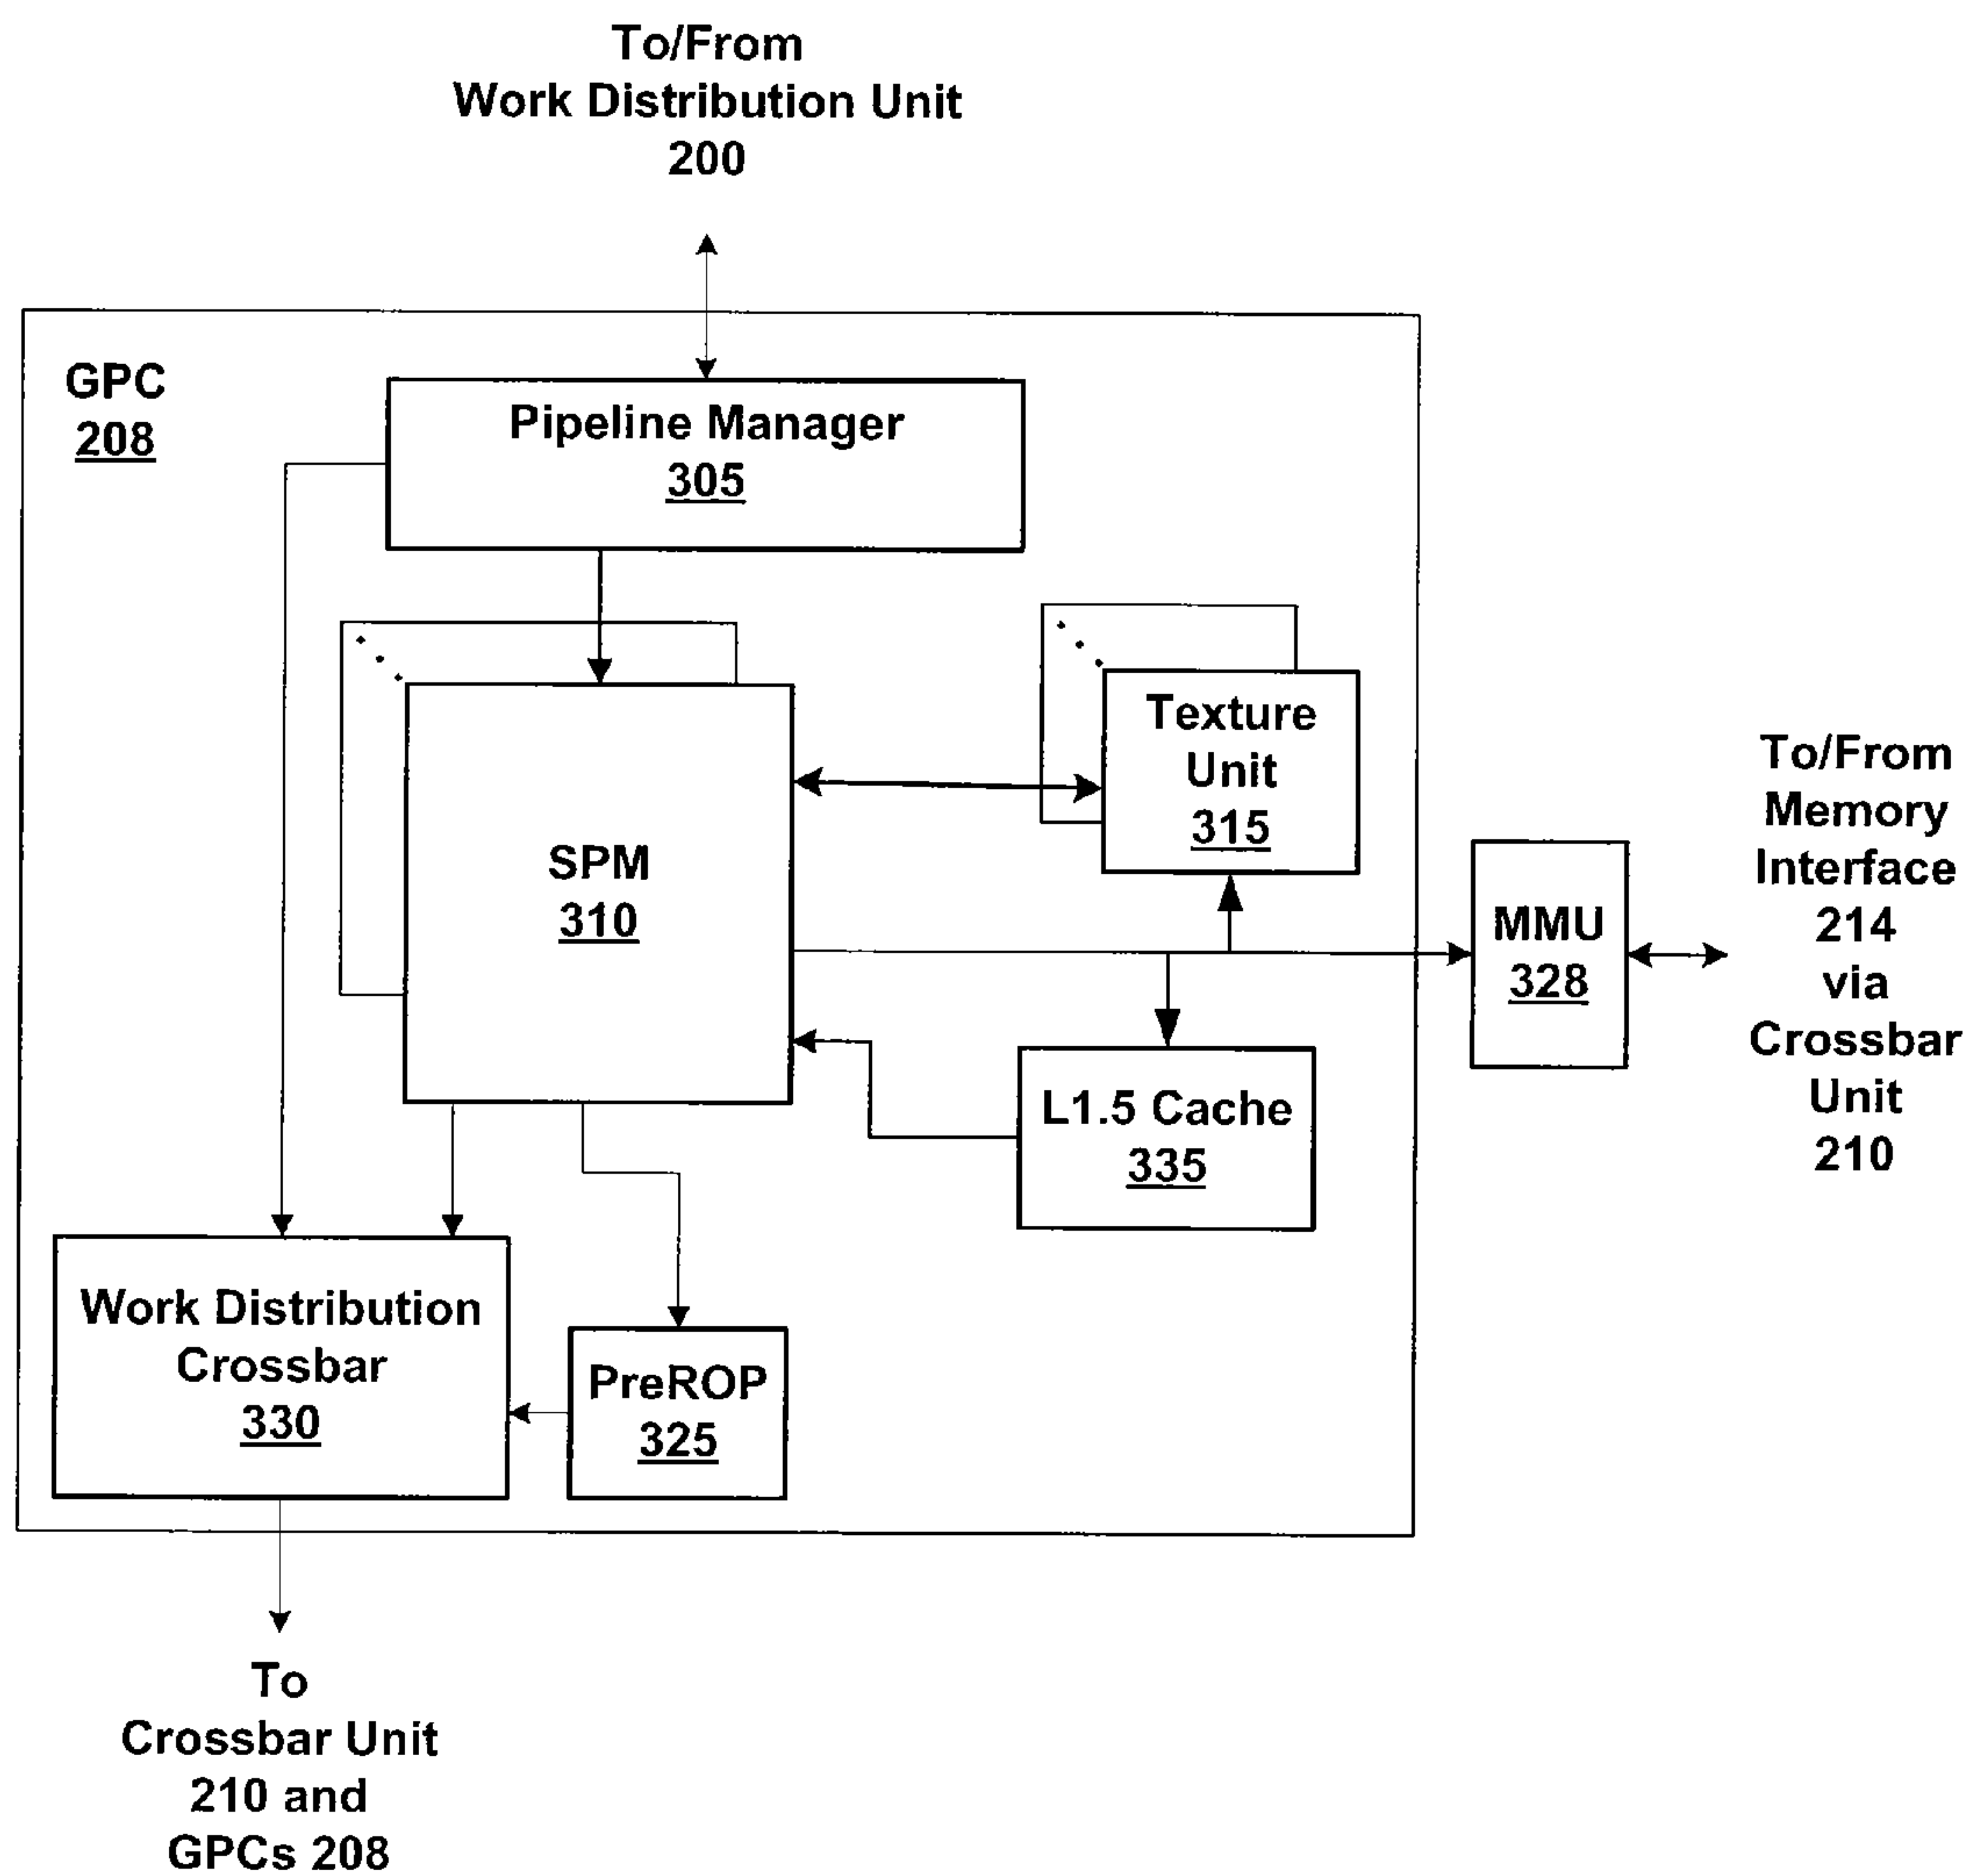 To/From
Work Distribution Unit
200
GPC
208
Pipeline Manager
305
Texture
Unit
315
SPM
310
To/From
Memory
Interface
214
via
Crossbar
Unit
210
MMU
328
L1.5 Cache
335
Work Distribution
Crossbar
330
PreROP
325
To
Crossbar Unit
210 and
GPCs 208